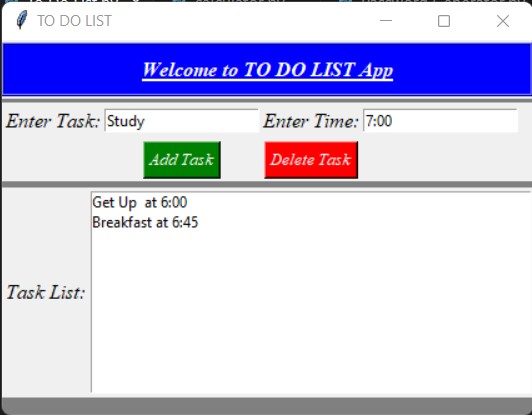 TO DO LIST
Welcome to TO DO LIST App
Enter Task: Study Enter Time: 7:00
Add Task Delete Task
Get Up  at 6:00
Breakfast at 6:45
Task List: